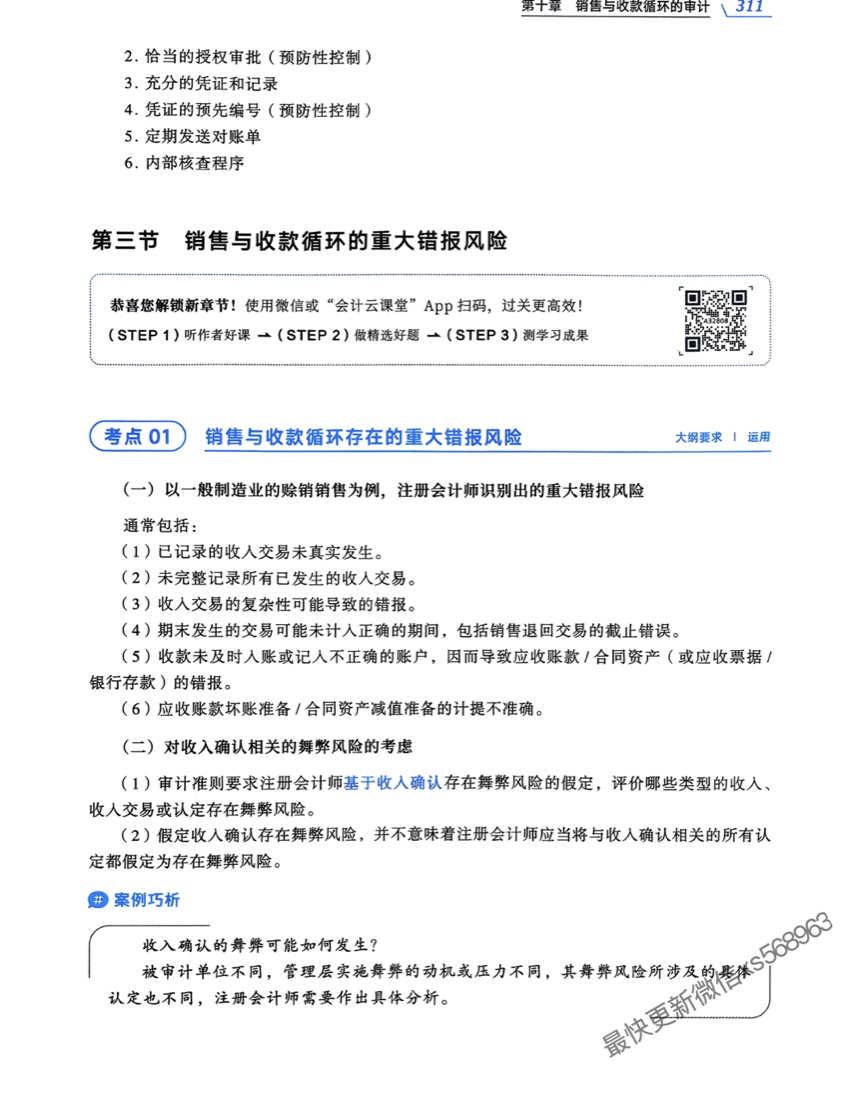 第十章 销售与收款循环的审计 311
2. 恰当的授权审批（预防性控制）
3. 充分的凭证和记录
4. 凭证的预先编号（预防性控制）
5. 定期发送对账单
6. 内部核查程序
第三节 销售与收款循环的重大错报风险
恭喜您解锁新章节！使用微信或“会计云课堂”App 扫码，过关更高效！
（STEP 1）听作者好课 → （STEP 2）做精选好题 → （STEP 3）测学习成果
A32808
考点 01 销售与收款循环存在的重大错报风险 大纲要求 | 运用
（一）以一般制造业的赊销销售为例，注册会计师识别出的重大错报风险
通常包括：
（1）已记录的收入交易未真实发生。
（2）未完整记录所有已发生的收入交易。
（3）收入交易的复杂性可能导致的错报。
（4）期末发生的交易可能未计入正确的期间，包括销售退回交易的截止错误。
（5）收款未及时入账或记入不正确的账户，因而导致应收账款 / 合同资产（或应收票据 /
银行存款）的错报。
（6）应收账款坏账准备 / 合同资产减值准备的计提不准确。
（二）对收入确认相关的舞弊风险的考虑
（1）审计准则要求注册会计师基于收入确认存在舞弊风险的假定，评价哪些类型的收入、
收入交易或认定存在舞弊风险。
（2）假定收入确认存在舞弊风险，并不意味着注册会计师应当将与收入确认相关的所有认
定都假定为存在舞弊风险。
# 案例巧析
收入确认的舞弊可能如何发生？
被审计单位不同，管理层实施舞弊的动机或压力不同，其舞弊风险所涉及的具体
认定也不同，注册会计师需要作出具体分析。
最快更新微信xs568963